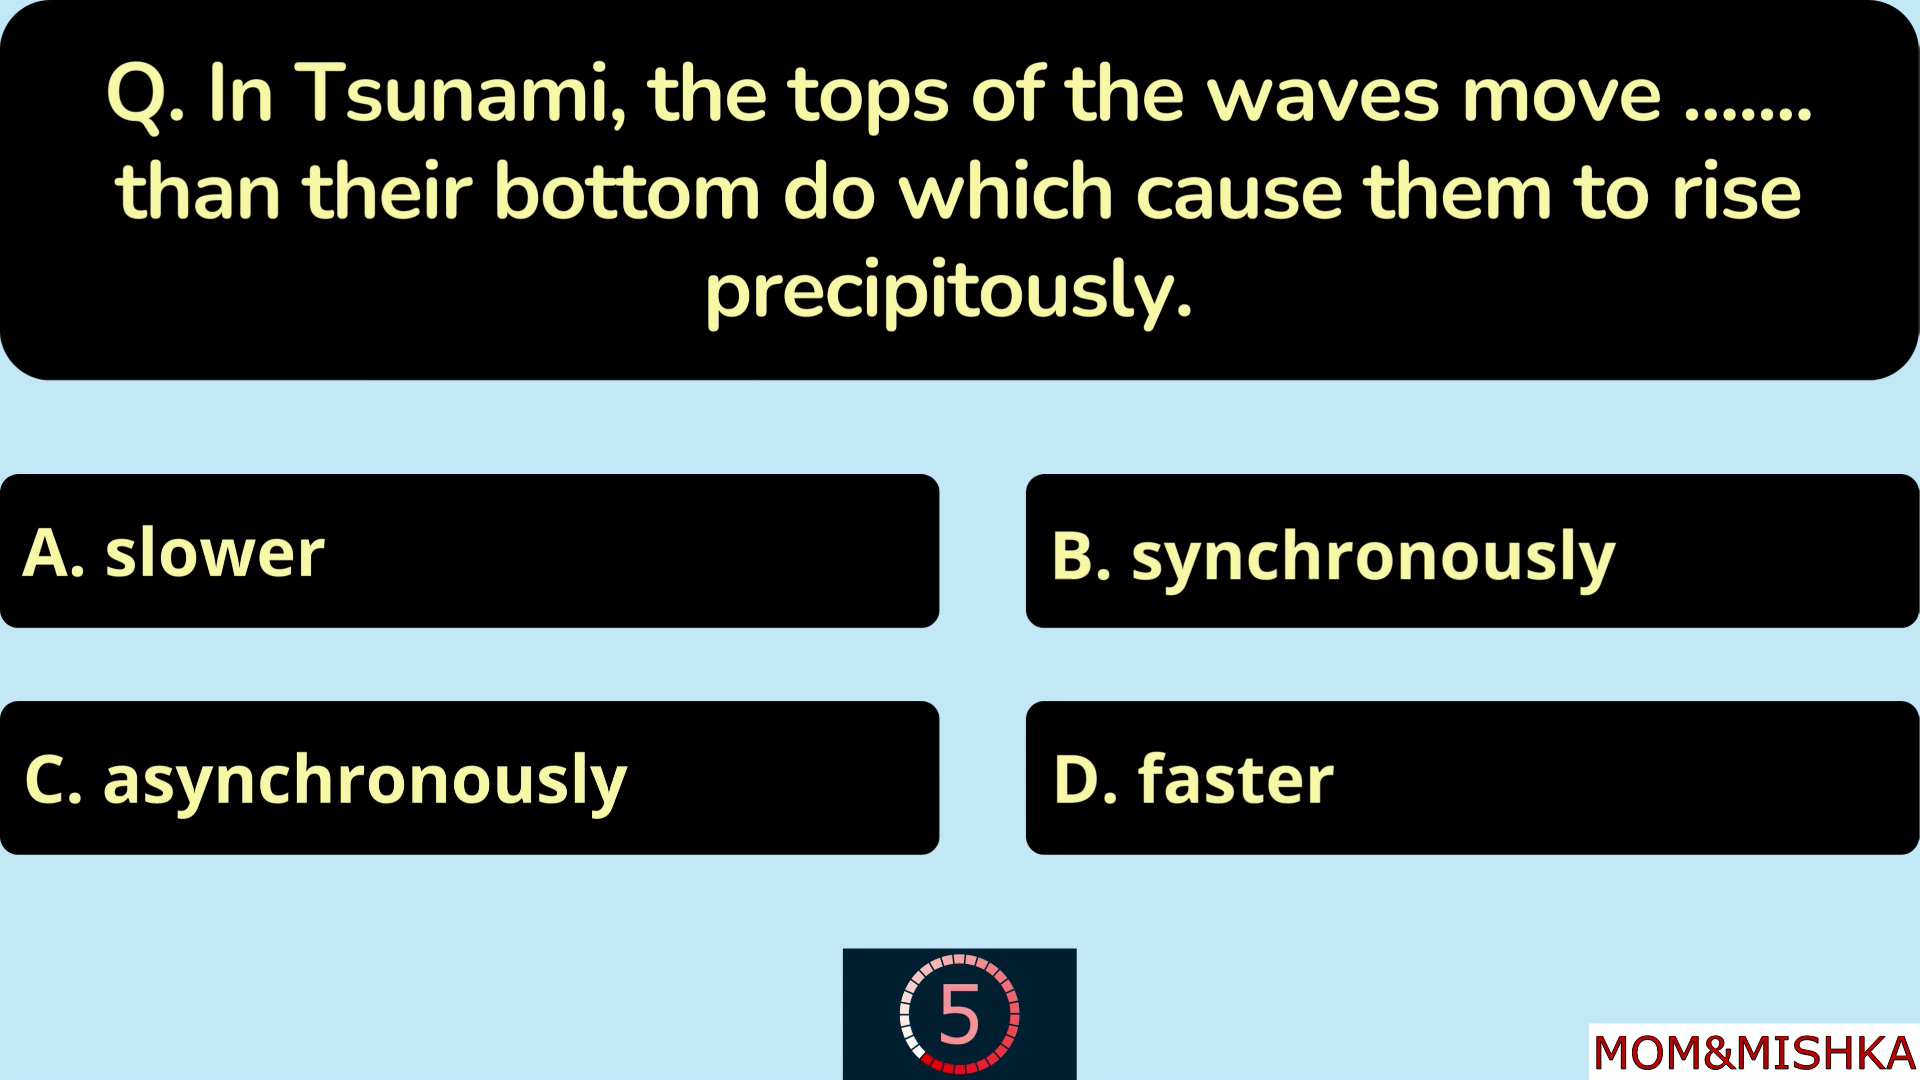 Q. In Tsunami, the tops of the waves move .......
than their bottom do which cause them to rise
precipitously.
A. slower
B. synchronously
C. asynchronously
D. faster
5
MOM&MISHKA